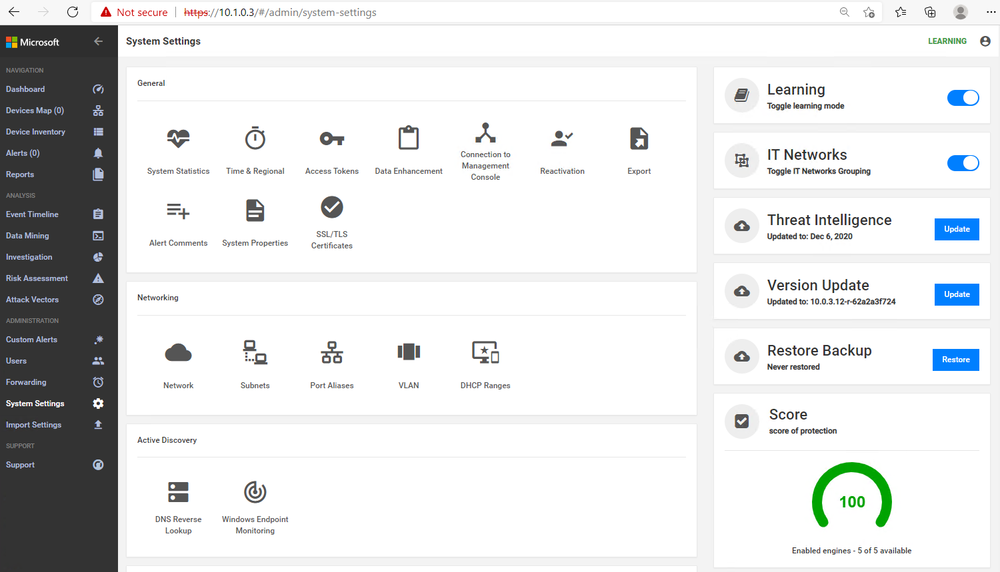 Not secure
https://10.1.0.3/#/admin/system-settings
Microsoft
System Settings
LEARNING
NAVIGATION
Dashboard
Devices Map (0)
Device Inventory
Alerts (0)
Reports
ANALYSIS
Event Timeline
Data Mining
Investigation
Risk Assessment
Attack Vectors
ADMINISTRATION
Custom Alerts
Users
Forwarding
System Settings
Import Settings
SUPPORT
Support
General
System Statistics
Time & Regional
Access Tokens
Data Enhancement
Connection to
Management
Console
Reactivation
Export
Alert Comments
System Properties
SSL/TLS
Certificates
Networking
Network
Subnets
Port Aliases
VLAN
DHCP Ranges
Active Discovery
DNS Reverse
Lookup
Windows Endpoint
Monitoring
Learning
Toggle learning mode
IT Networks
Toggle IT Networks Grouping
Threat Intelligence
Updated to: Dec 6, 2020
Update
Version Update
Updated to: 10.0.3.12-r-62a2a3f724
Update
Restore Backup
Never restored
Restore
Score
score of protection
100
Enabled engines - 5 of 5 available